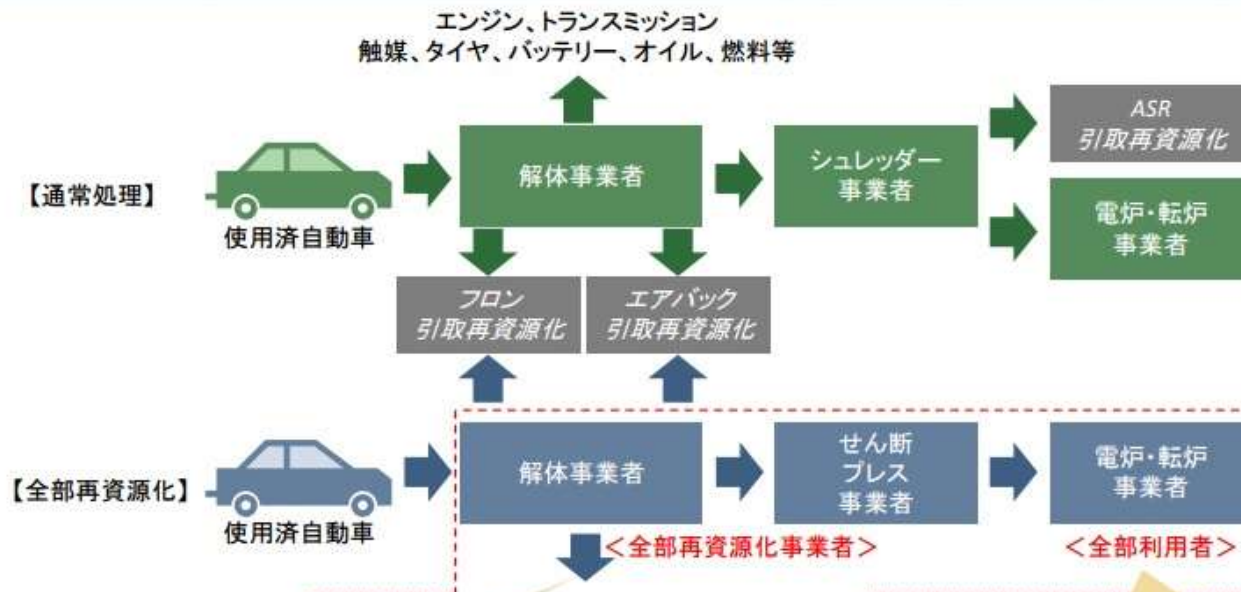 エンジン、トランスミッション
触媒、タイヤ、バッテリー、オイル、燃料等
【通常処理】
使用済自動車
解体事業者
シュレッダー
事業者
ASR
引取再資源化
電炉・転炉
事業者
フロン
引取再資源化
エアバック
引取再資源化
【全部再資源化】
使用済自動車
解体事業者
せん断
プレス
事業者
電炉・転炉
事業者
＜全部再資源化事業者＞
＜全部利用者＞